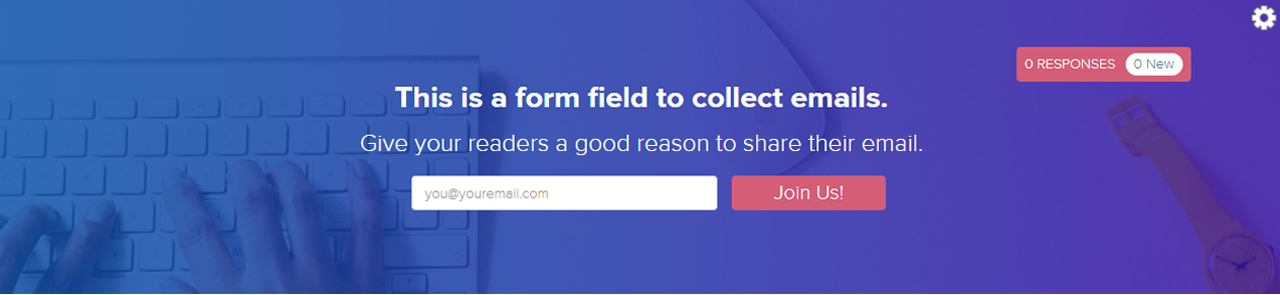 0 RESPONSES 0 New
This is a form field to collect emails.
Give your readers a good reason to share their email.
you@youremail.com
Join Us!